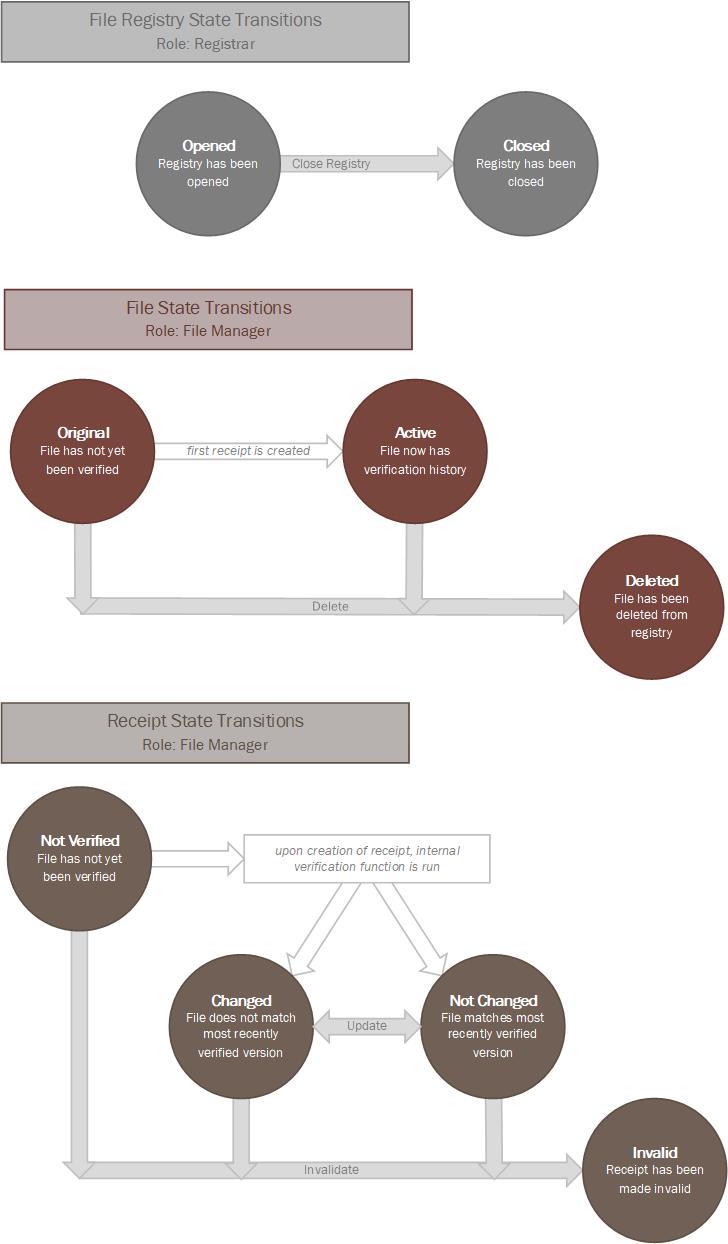 File Registry State Transitions
Role: Registrar
Opened
Registry has been
opened
Close Registry
Closed
Registry has been
closed
File State Transitions
Role: File Manager
Original
File has not yet
been verified
first receipt is created
Active
File now has
verification history
Delete
Deleted
File has been
deleted from
registry
Receipt State Transitions
Role: File Manager
Not Verified
File has not yet
been verified
upon creation of receipt, internal
verification function is run
Changed
File does not match
most recently
verified version
Update
Not Changed
File matches most
recently verified
version
Invalidate
Invalid
Receipt has been
made invalid